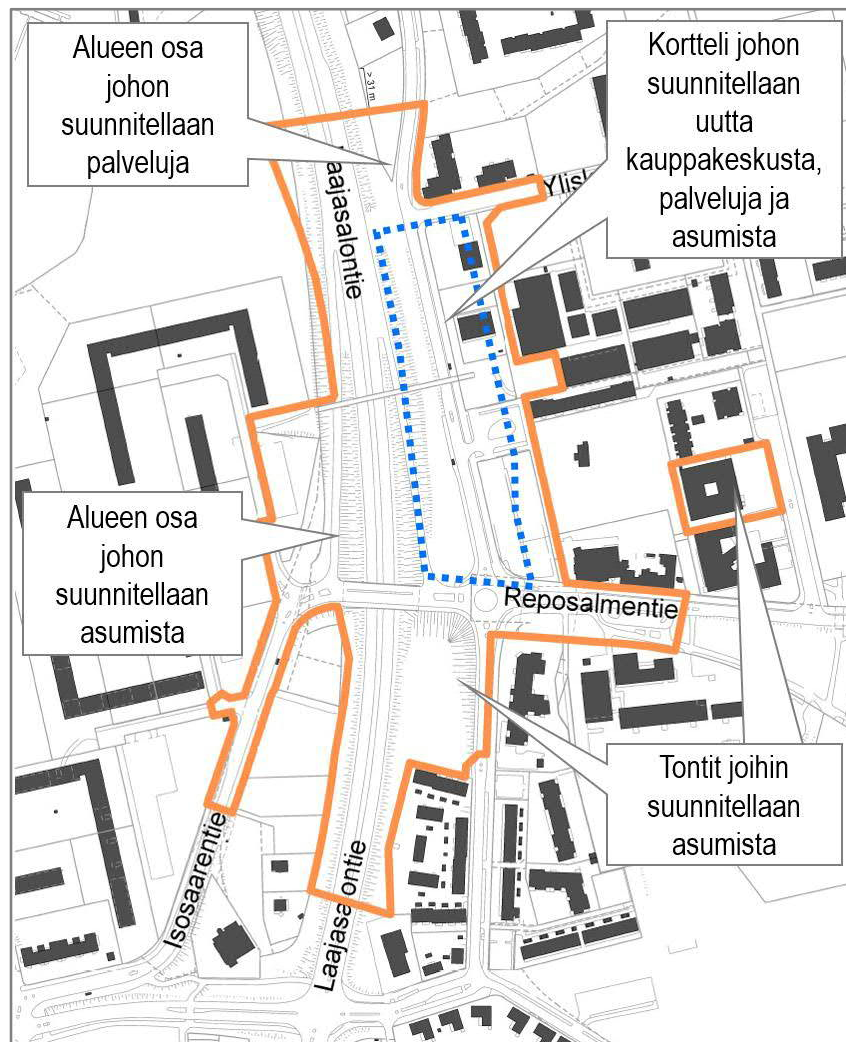 Alueen osa
johon
suunnitellaan
palveluja
Kortteli johon
suunnitellaan
uutta
kauppakeskusta,
palveluja ja
asumista
> 31 m
Laajasalontie
Ylisk
Alueen osa
johon
suunnitellaan
asumista
Reposalmentie
Tontit joihin
suunnitellaan
asumista
Isosaarentie
Laajasalontie